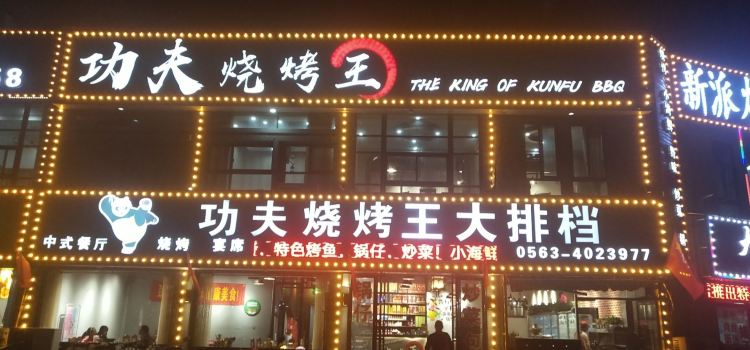 8
功夫烧烤王 THE KING OF KUNFU BBQ
新派
功夫烧烤王大排档
中式餐厅 烧烤 宴席
特色烤鱼，锅仔、炒菜 小海鲜
0563-4023977